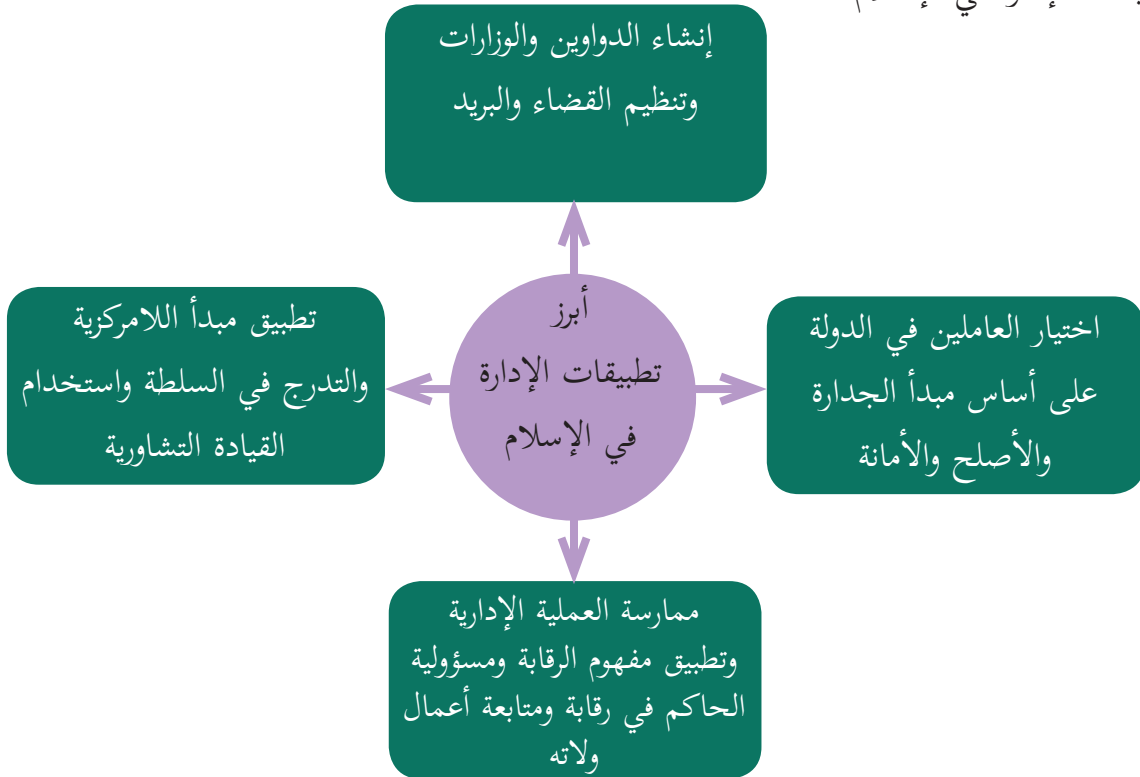 إنشاء الدواوين والوزارات
وتنظيم القضاء والبريد
أبرز
تطبيقات الإدارة
في الإسلام
اختيار العاملين في الدولة
على أساس مبدأ الجدارة
والأصلح والأمانة
تطبيق مبدأ اللامركزية
والتدرج في السلطة واستخدام
القيادة التشاورية
ممارسة العملية الإدارية
وتطبيق مفهوم الرقابة ومسؤولية
الحاكم في رقابة ومتابعة أعمال
ولاته